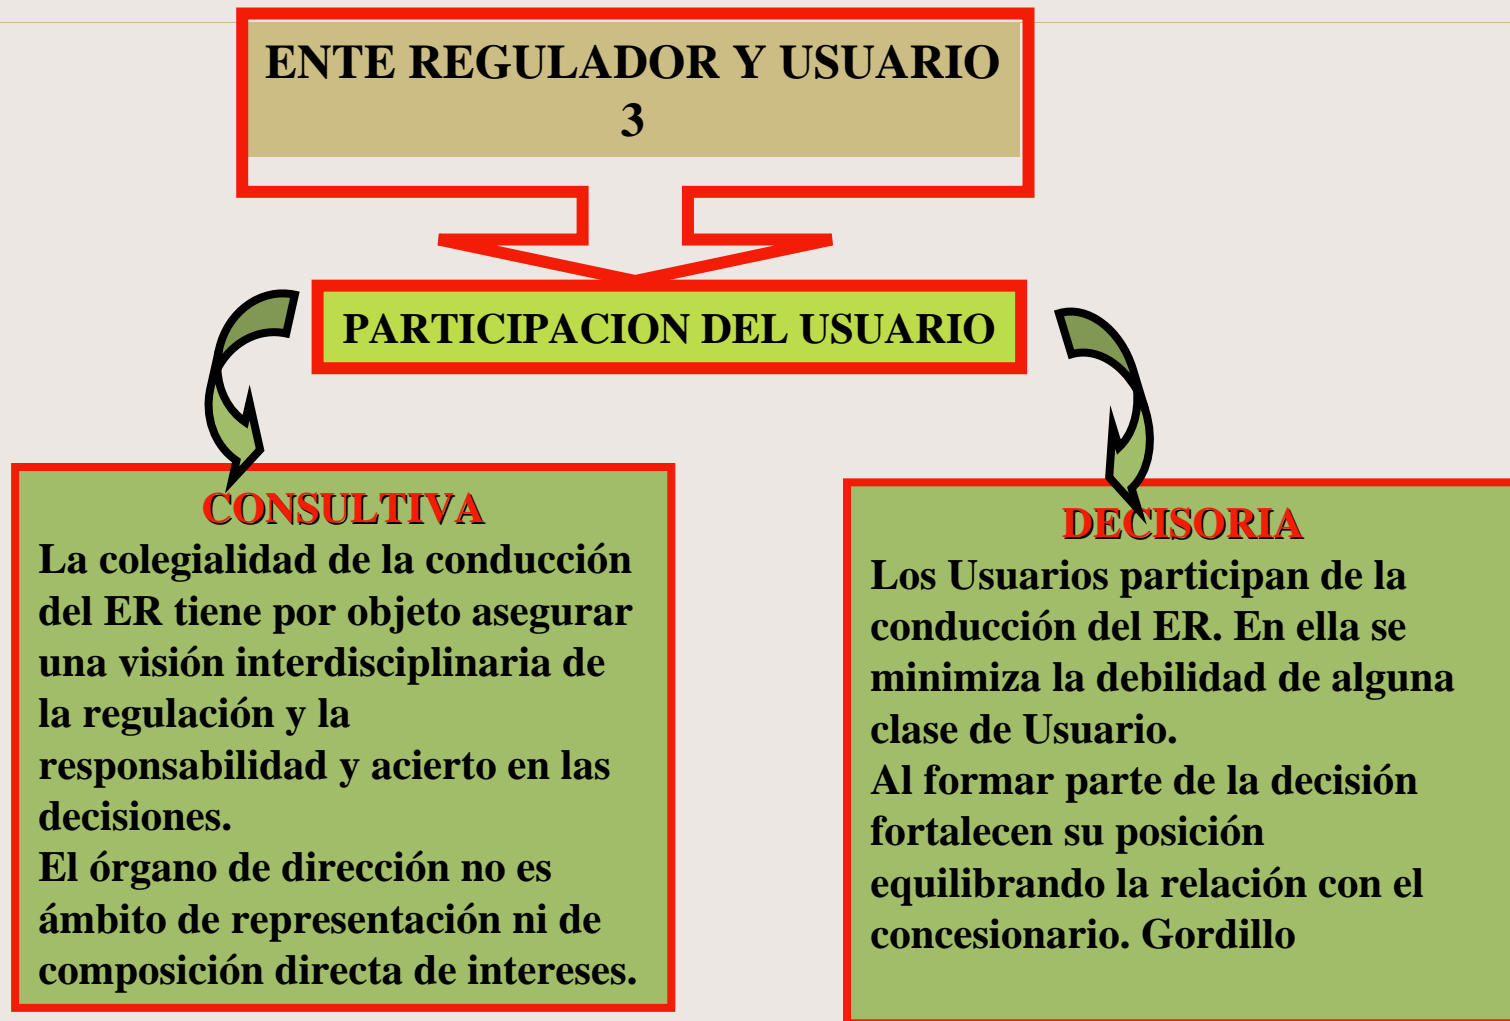 ENTE REGULADOR Y USUARIO
3
PARTICIPACION DEL USUARIO
CONSULTIVA
La colegialidad de la conducción
del ER tiene por objeto asegurar
una visión interdisciplinaria de
la regulación y la
responsabilidad y acierto en las
decisiones.
El órgano de dirección no es
ámbito de representación ni de
composición directa de intereses.
DECISORIA
Los Usuarios participan de la
conducción del ER. En ella se
minimiza la debilidad de alguna
clase de Usuario.
Al formar parte de la decisión
fortalecen su posición
equilibrando la relación con el
concesionario. Gordillo